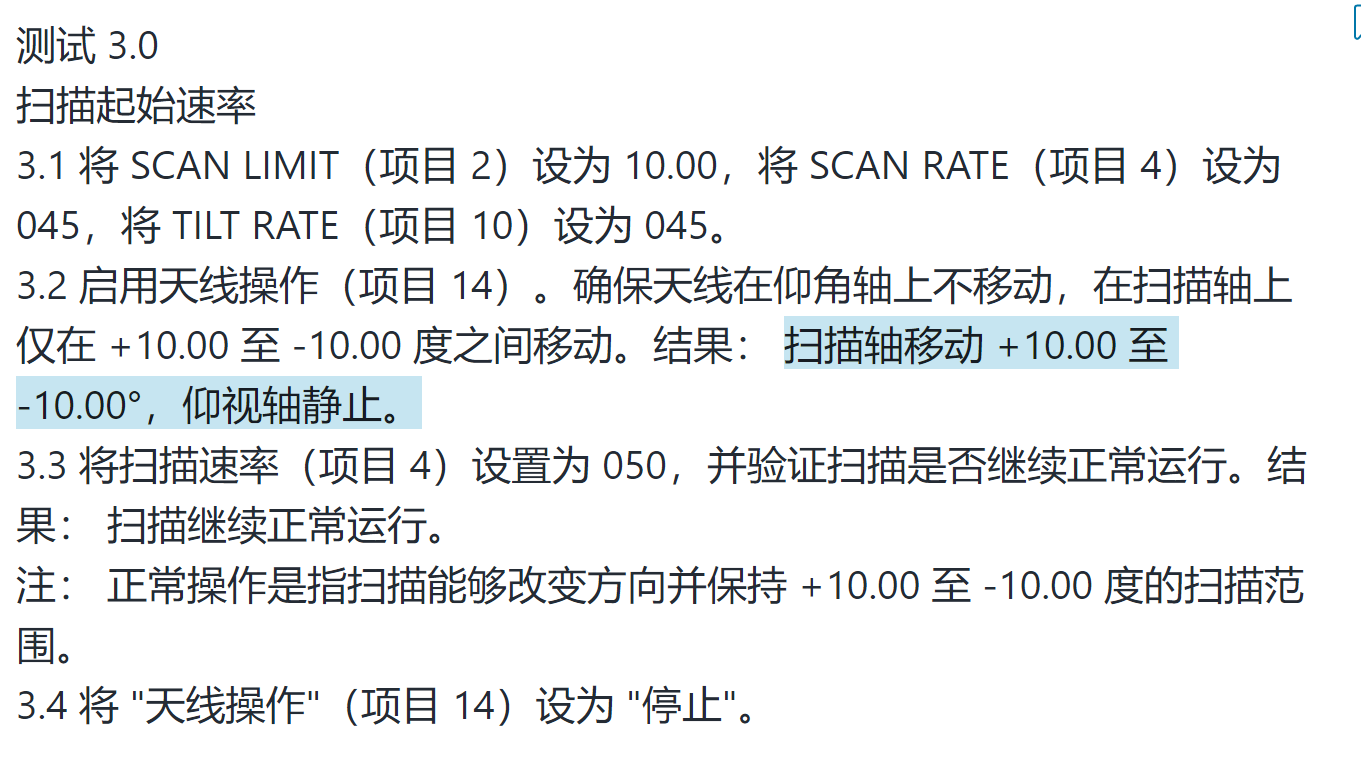 测试 3.0
扫描起始速率
3.1 将 SCAN LIMIT（项目 2）设为 10.00，将 SCAN RATE（项目 4）设为
045，将 TILT RATE（项目 10）设为 045。
3.2 启用天线操作（项目 14）。确保天线在仰角轴上不移动，在扫描轴上
仅在 +10.00 至 -10.00 度之间移动。结果： 扫描轴移动 +10.00 至
-10.00°，仰视轴静止。
3.3 将扫描速率（项目 4）设置为 050，并验证扫描是否继续正常运行。结
果： 扫描继续正常运行。
注： 正常操作是指扫描能够改变方向并保持 +10.00 至 -10.00 度的扫描范
围。
3.4 将 "天线操作"（项目 14）设为 "停止"。